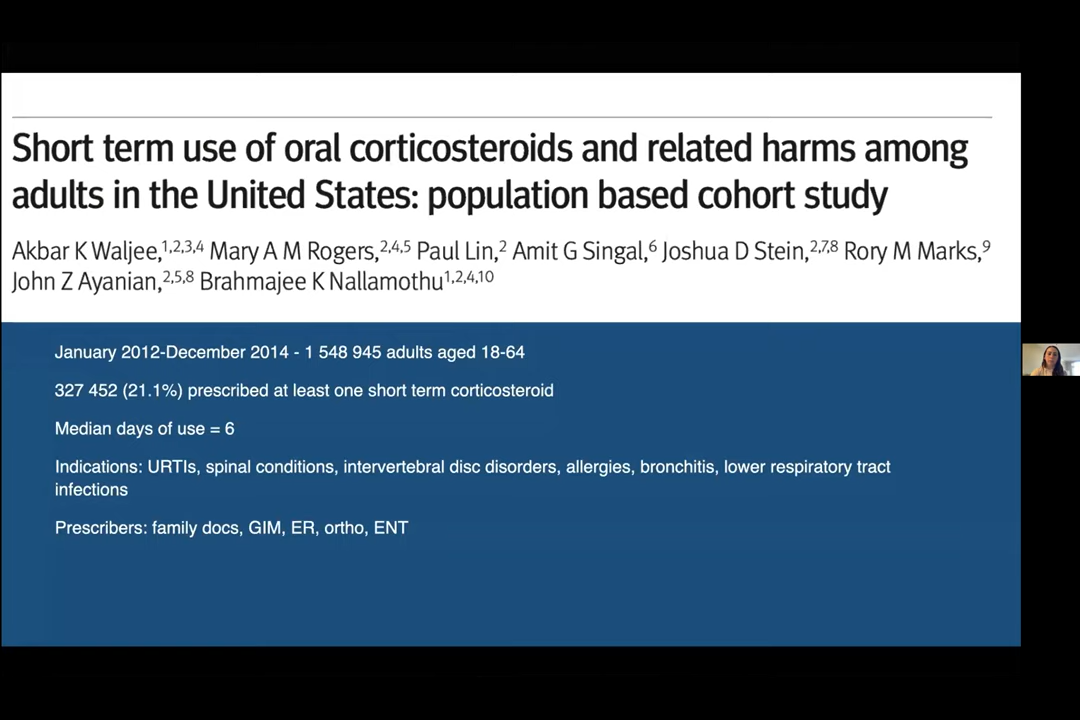 Short term use of oral corticosteroids and related harms among
adults in the United States: population based cohort study
Akbar K Waljee,1,2,3,4 Mary A M Rogers,2,4,5 Paul Lin,2 Amit G Singal,6 Joshua D Stein,2,7,8 Rory M Marks,9
John Z Ayanian,2,5,8 Brahmajee K Nallamothu1,2,4,10
January 2012-December 2014 - 1 548 945 adults aged 18-64
327 452 (21.1%) prescribed at least one short term corticosteroid
Median days of use = 6
Indications: URTIs, spinal conditions, intervertebral disc disorders, allergies, bronchitis, lower respiratory tract
infections
Prescribers: family docs, GIM, ER, ortho, ENT